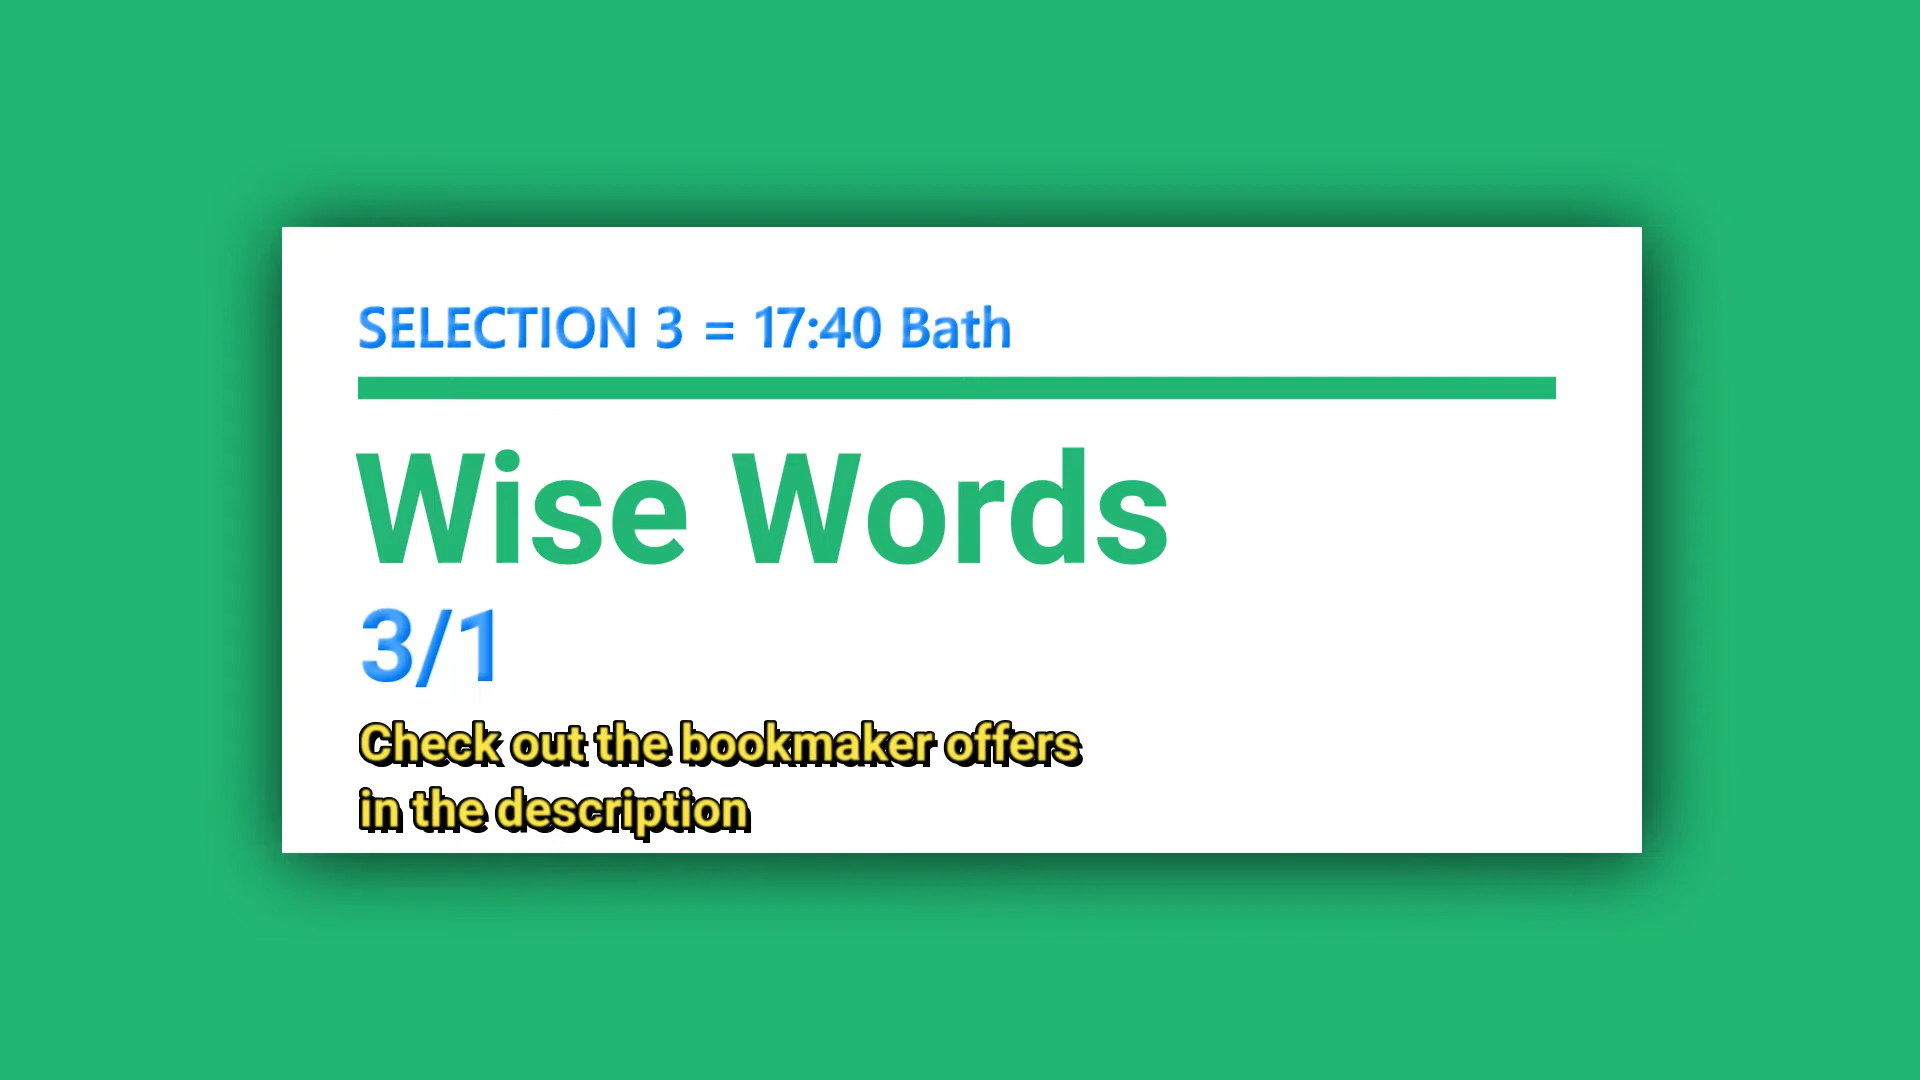 SELECTION 3 = 17:40 Bath
Wise Words
3/1
Check out the bookmaker offers
in the description